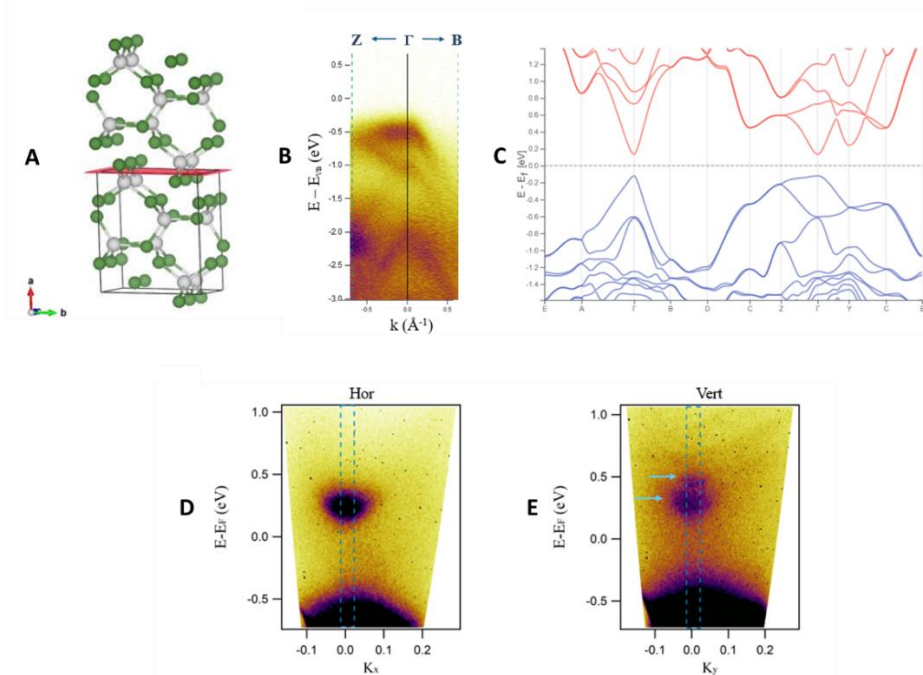 A
a
b
B
Z Γ B
E – E_VB (eV)
0.5
0.0
-0.5
-1.0
-1.5
-2.0
-2.5
-3.0
-0.5 0.0 0.5
k (Å⁻¹)
C
E - E_f [eV]
1.2
1.0
0.8
0.6
0.4
0.2
0.0
-0.2
-0.4
-0.6
-0.8
-1.0
-1.2
-1.4
E A Γ B D C Z Γ Y C E
D
Hor
E-E_F (eV)
1.0
0.5
0.0
-0.5
-0.1 0.0 0.1 0.2
K_x
E
Vert
E-E_F (eV)
1.0
0.5
0.0
-0.5
-0.1 0.0 0.1 0.2
K_y